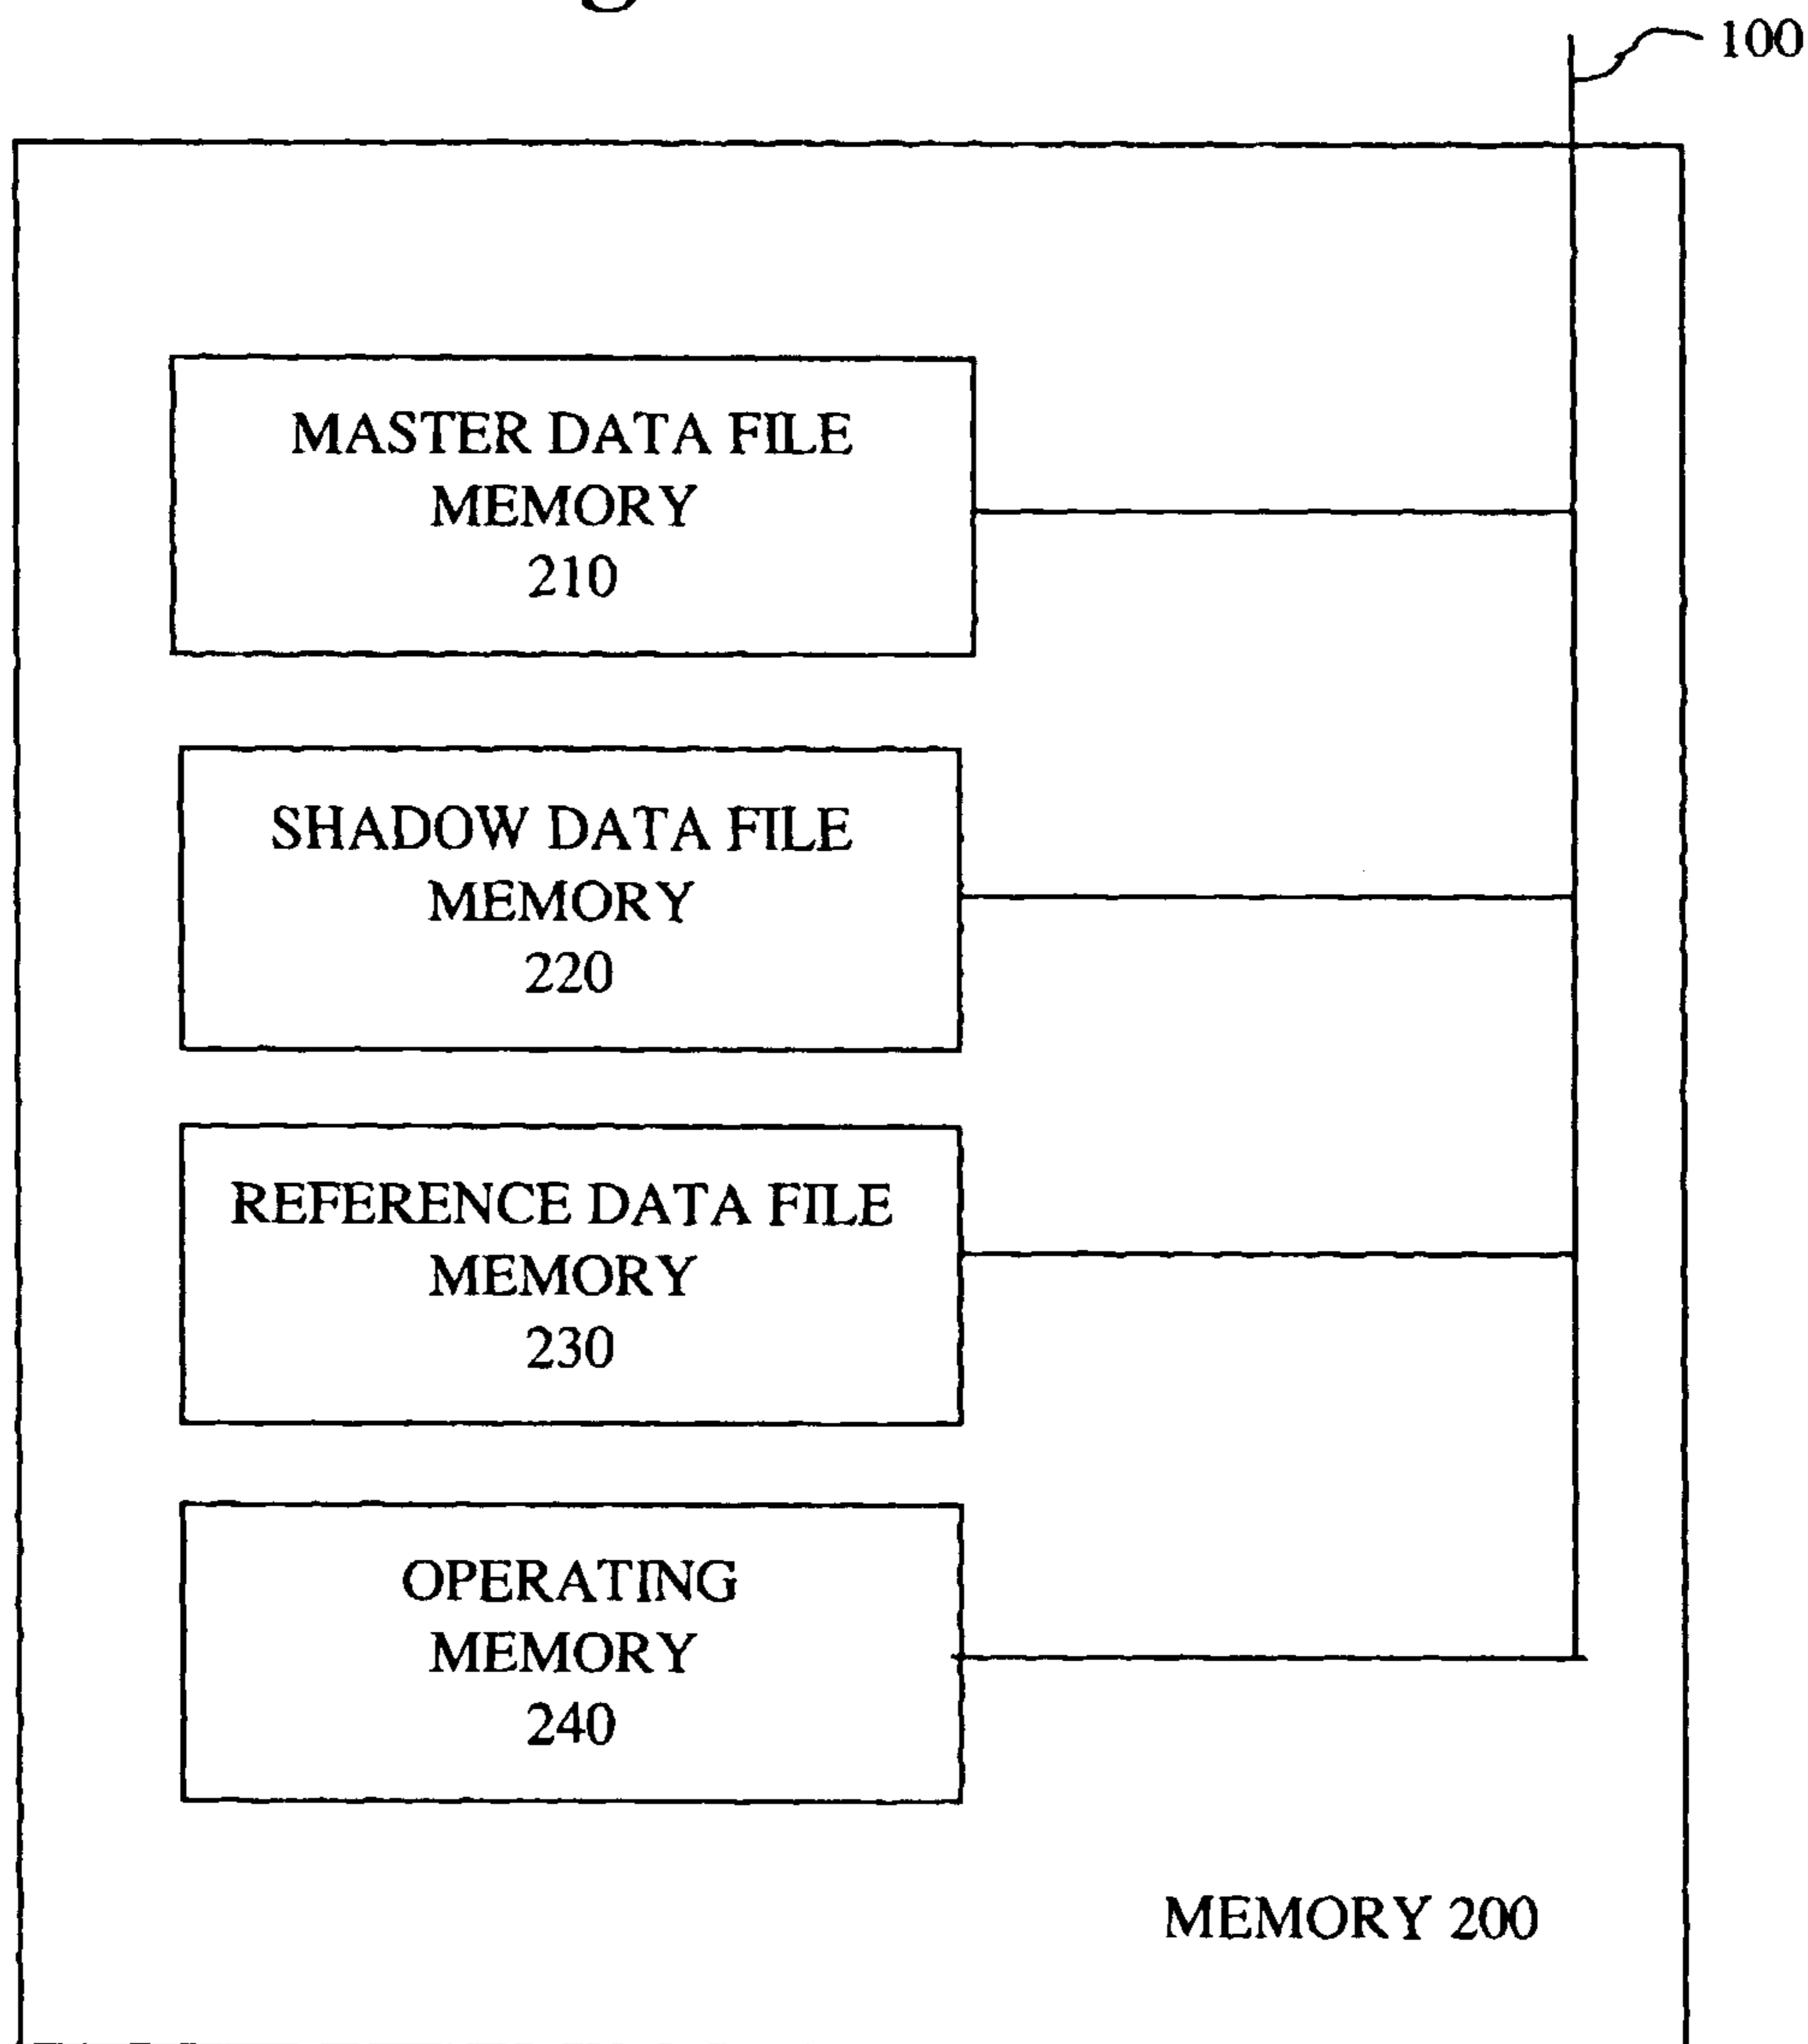 100
MASTER DATA FILE
MEMORY
210
SHADOW DATA FILE
MEMORY
220
REFERENCE DATA FILE
MEMORY
230
OPERATING
MEMORY
240
MEMORY 200